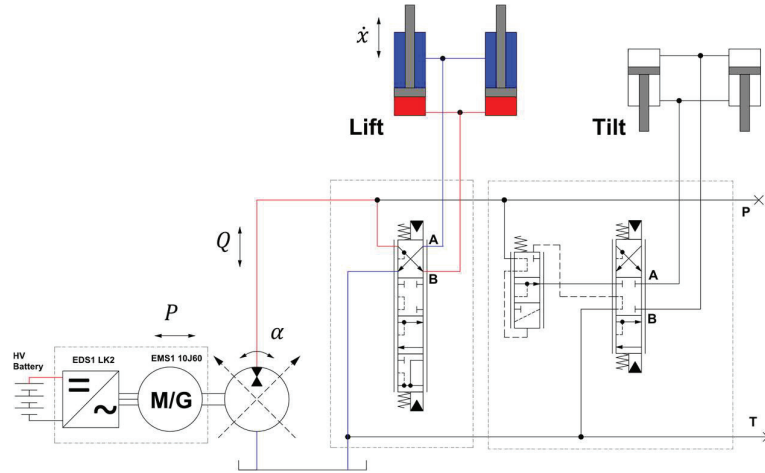 ẋ
Lift
Tilt
P
Q
A
B
A
B
P
α
HV
Battery
EDS1 LK2
EMS1 10J60
M/G
T